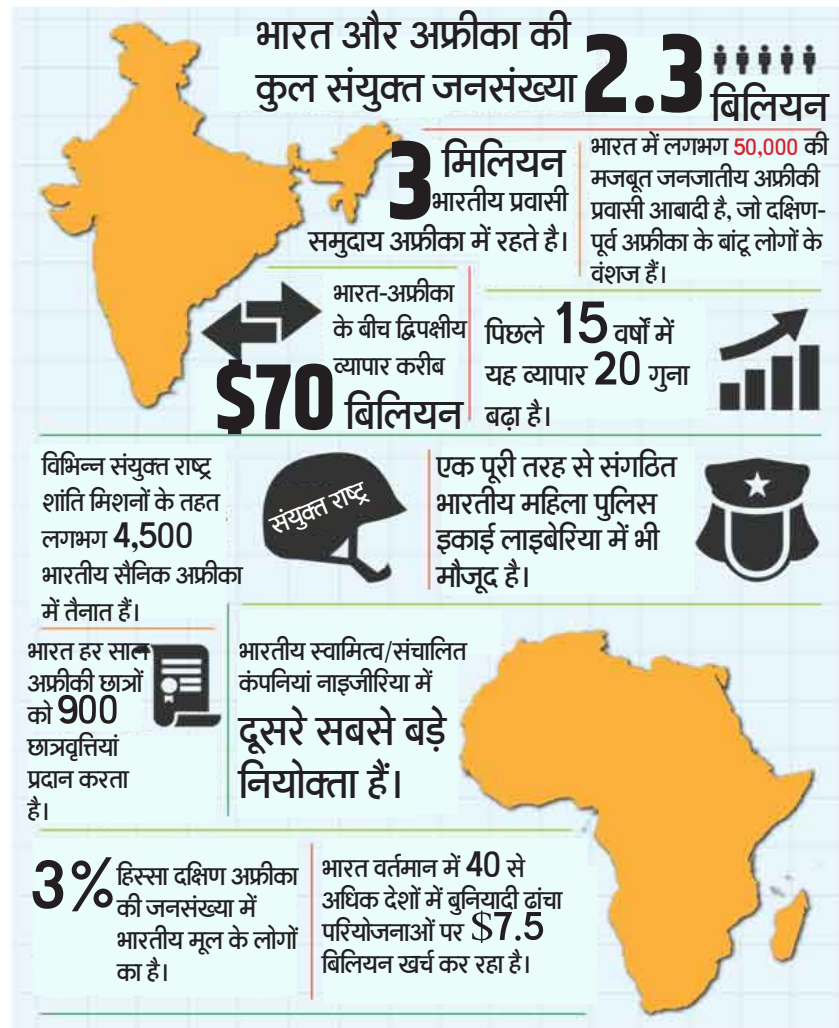 भारत और अफ्रीका की
कुल संयुक्त जनसंख्या 2.3
बिलियन
3 मिलियन
भारतीय प्रवासी
समुदाय अफ्रीका में रहते है।
भारत में लगभग 50,000 की
मजबूत जनजातीय अफ्रीकी
प्रवासी आबादी है, जो दक्षिण-
पूर्व अफ्रीका के बांटू लोगों के
वंशज हैं।
भारत-अफ्रीका
के बीच द्विपक्षीय
व्यापार करीब
$70 बिलियन
पिछले 15 वर्षों में
यह व्यापार 20 गुना
बढ़ा है।
विभिन्न संयुक्त राष्ट्र
शांति मिशनों के तहत
लगभग 4,500
भारतीय सैनिक अफ्रीका
में तैनात हैं।
संयुक्त राष्ट्र
एक पूरी तरह से संगठित
भारतीय महिला पुलिस
इकाई लाइबेरिया में भी
मौजूद है।
भारत हर साल
अफ्रीकी छात्रों
को 900
छात्रवृत्तियां
प्रदान करता
है।
भारतीय स्वामित्व/संचालित
कंपनियां नाइजीरिया में
दूसरे सबसे बड़े
नियोक्ता हैं।
3% हिस्सा दक्षिण अफ्रीका
की जनसंख्या में
भारतीय मूल के लोगों
का है।
भारत वर्तमान में 40 से
अधिक देशों में बुनियादी ढांचा
परियोजनाओं पर $7.5
बिलियन खर्च कर रहा है।